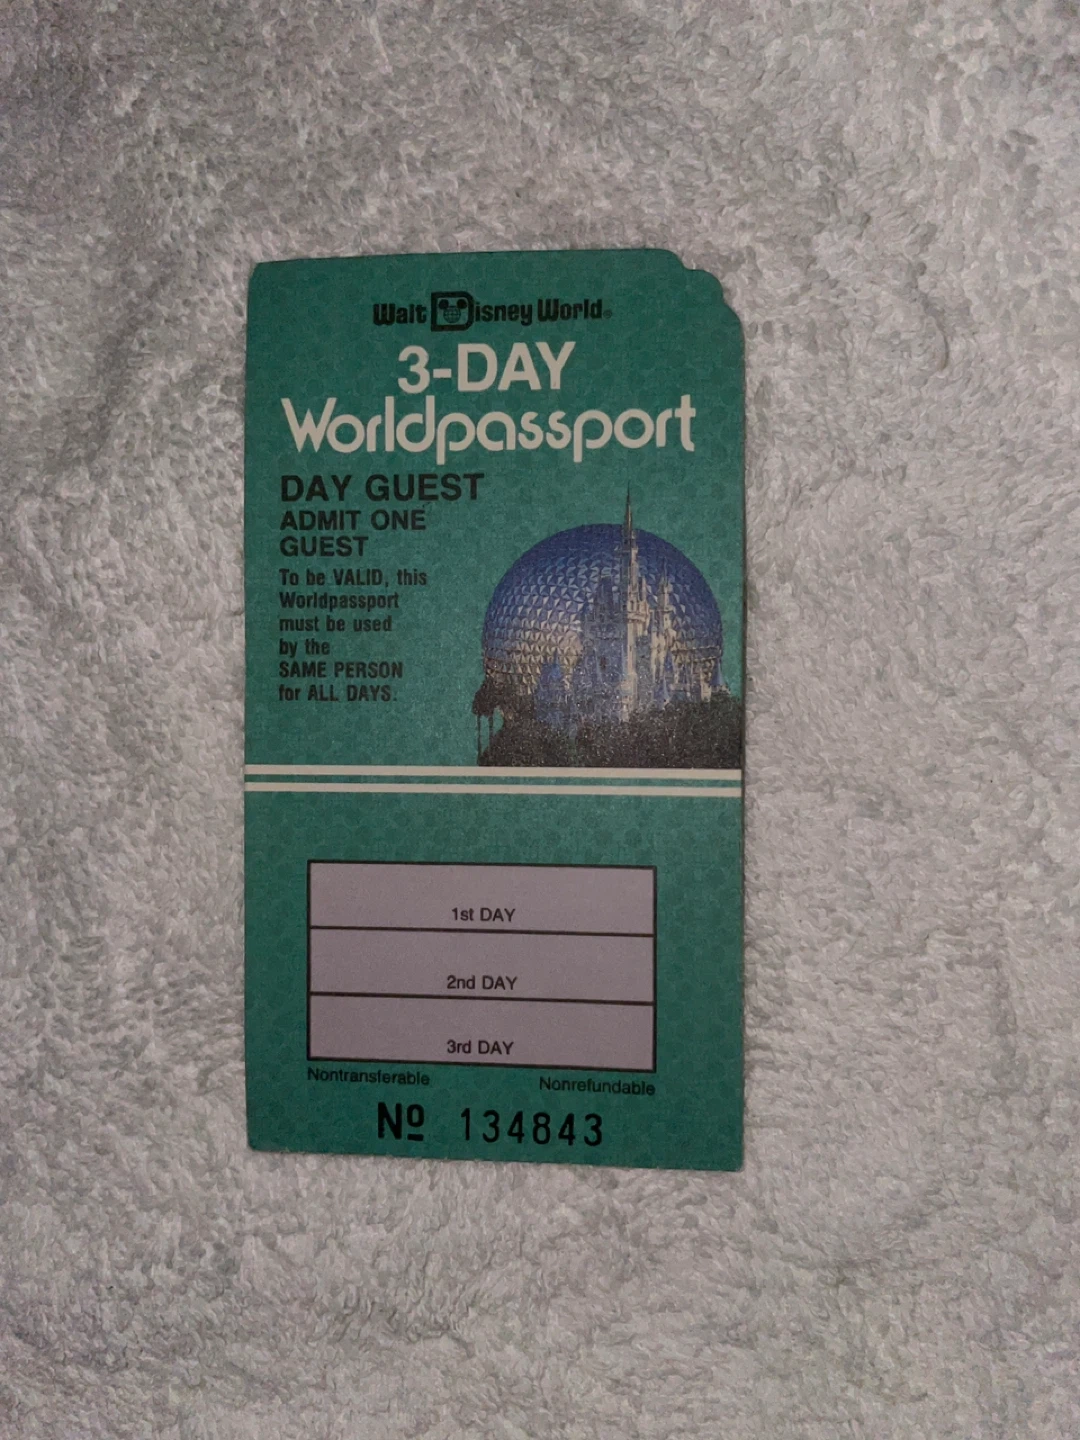 Walt Disney World®
3-DAY
Worldpassport
DAY GUEST
ADMIT ONE
GUEST
To be VALID, this
Worldpassport
must be used
by the
SAME PERSON
for ALL DAYS.
1st DAY
2nd DAY
3rd DAY
Nontransferable Nonrefundable
Nº 134843